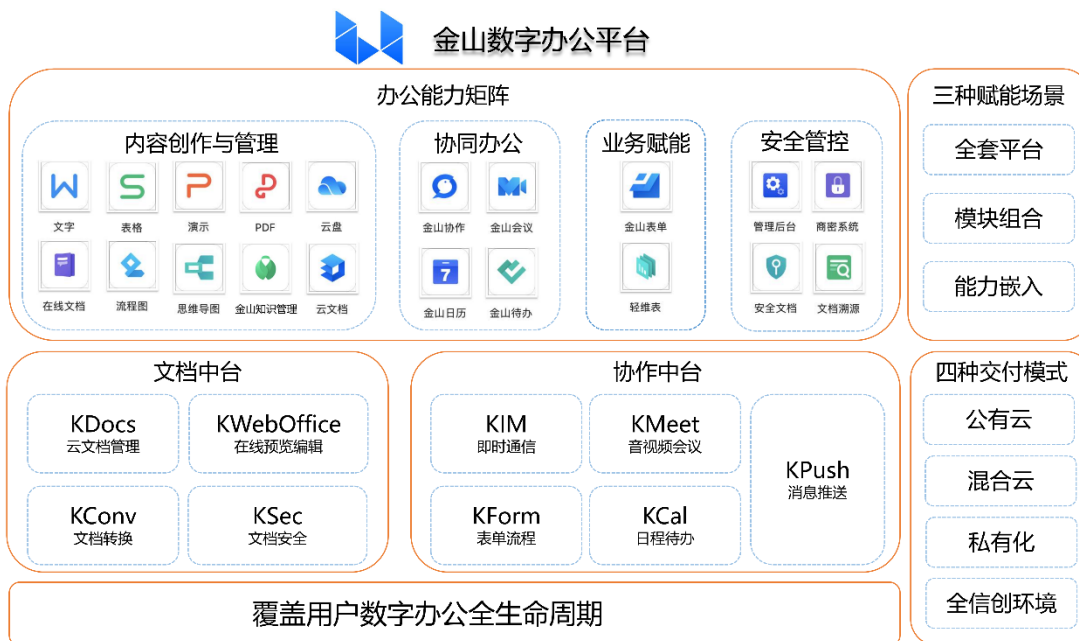 金山数字办公平台
办公能力矩阵
内容创作与管理
文字 表格 演示 PDF 云盘
在线文档 流程图 思维导图 金山知识管理 云文档
协同办公
金山协作 金山会议
7
金山日历 金山待办
业务赋能
金山表单
轻维表
安全管控
管理后台 商密系统
安全文档 文档溯源
三种赋能场景
全套平台
模块组合
能力嵌入
文档中台
KDocs
云文档管理
KWebOffice
在线预览编辑
KConv
文档转换
KSec
文档安全
协作中台
KIM
即时通信
KMeet
音视频会议
KForm
表单流程
KCal
日程待办
KPush
消息推送
四种交付模式
公有云
混合云
私有化
全信创环境
覆盖用户数字办公全生命周期